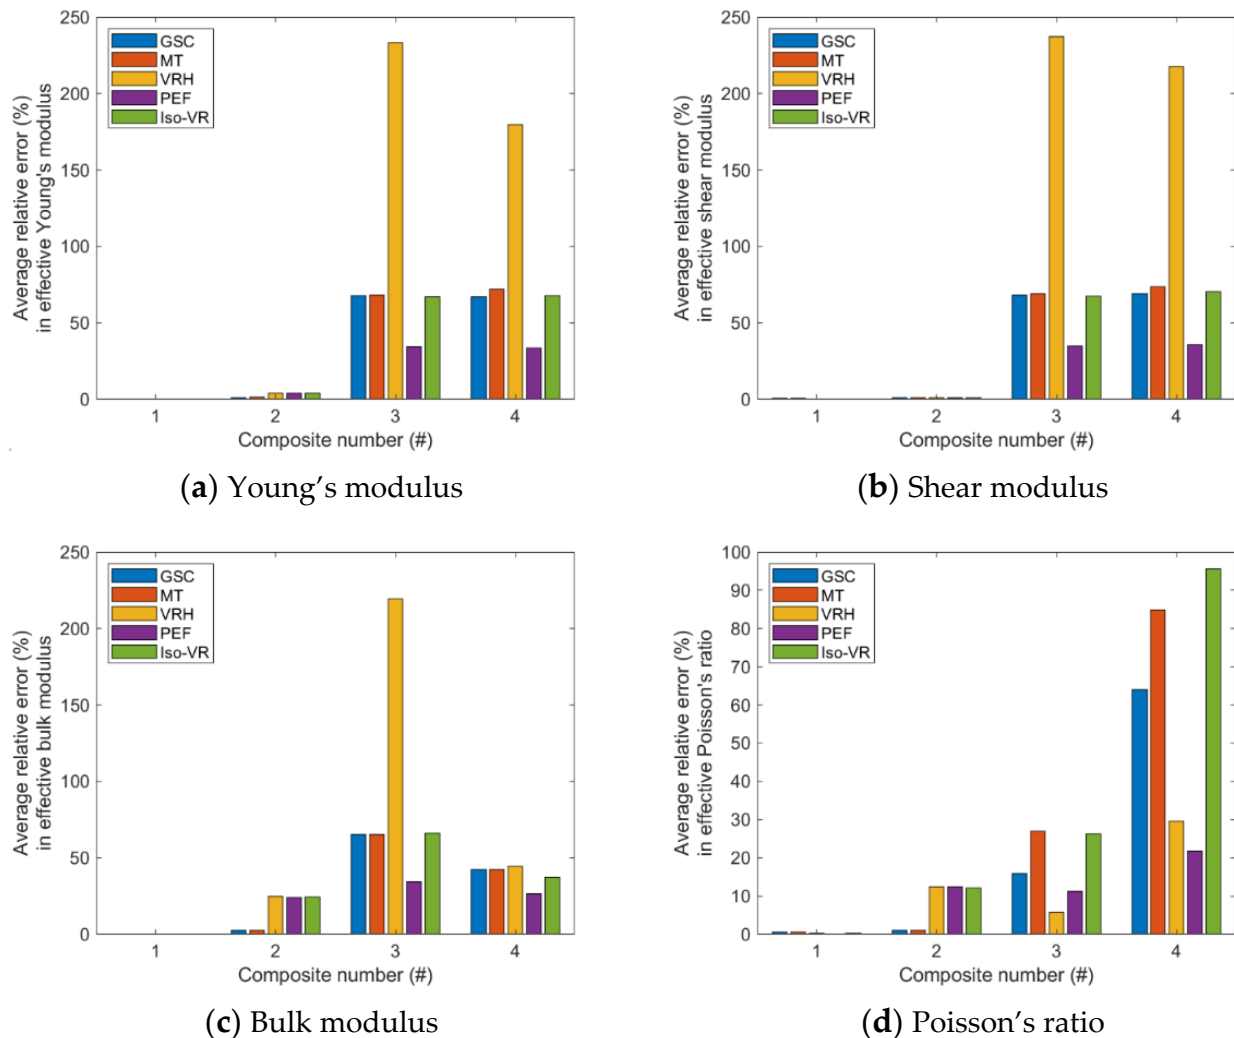 250
200
150
100
50
0
Average relative error (%)
in effective Young's modulus
GSC
MT
VRH
PEF
Iso-VR
1 2 3 4
Composite number (#)
(a) Young’s modulus
250
200
150
100
50
0
Average relative error (%)
in effective shear modulus
GSC
MT
VRH
PEF
Iso-VR
1 2 3 4
Composite number (#)
(b) Shear modulus
250
200
150
100
50
0
Average relative error (%)
in effective bulk modulus
GSC
MT
VRH
PEF
Iso-VR
1 2 3 4
Composite number (#)
(c) Bulk modulus
100
90
80
70
60
50
40
30
20
10
0
Average relative error (%)
in effective Poisson's ratio
GSC
MT
VRH
PEF
Iso-VR
1 2 3 4
Composite number (#)
(d) Poisson’s ratio